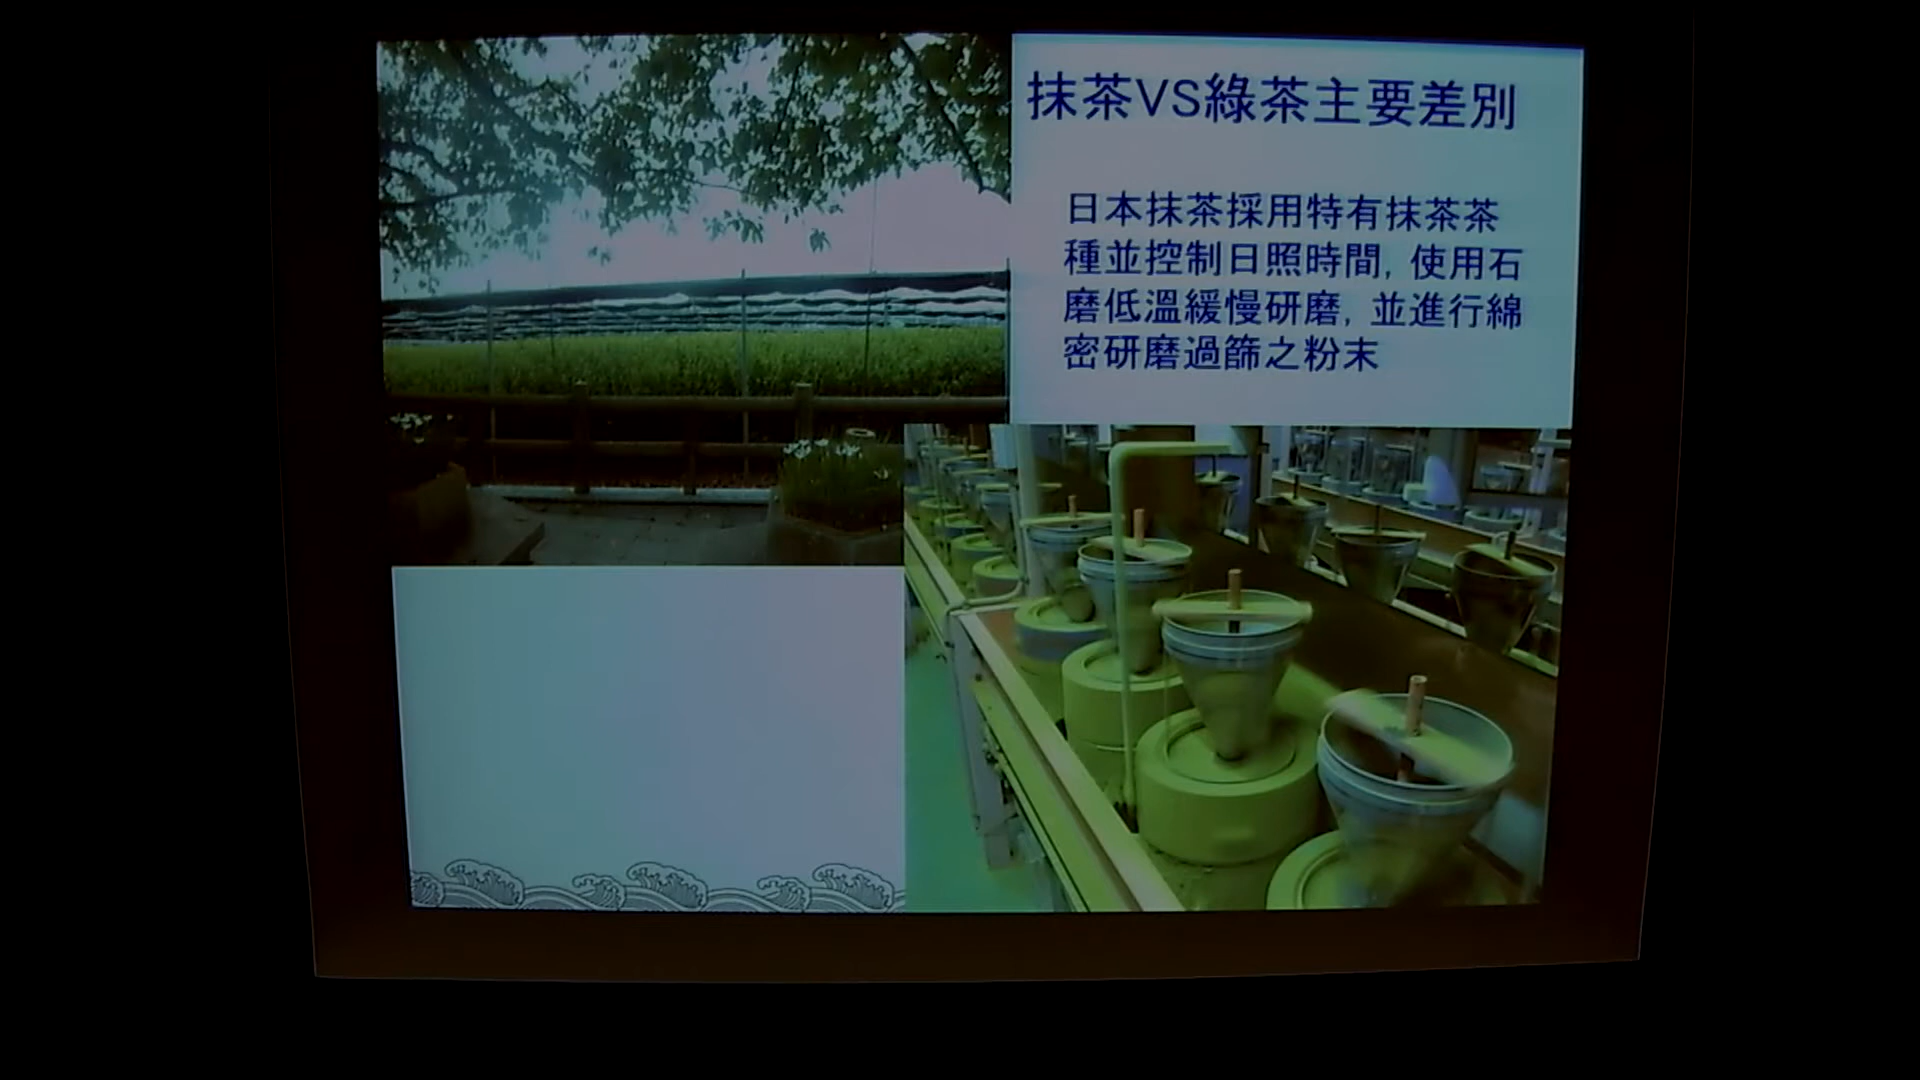 抹茶VS綠茶主要差別
日本抹茶採用特有抹茶茶
種並控制日照時間, 使用石
磨低溫緩慢研磨, 並進行綿
密研磨過篩之粉末